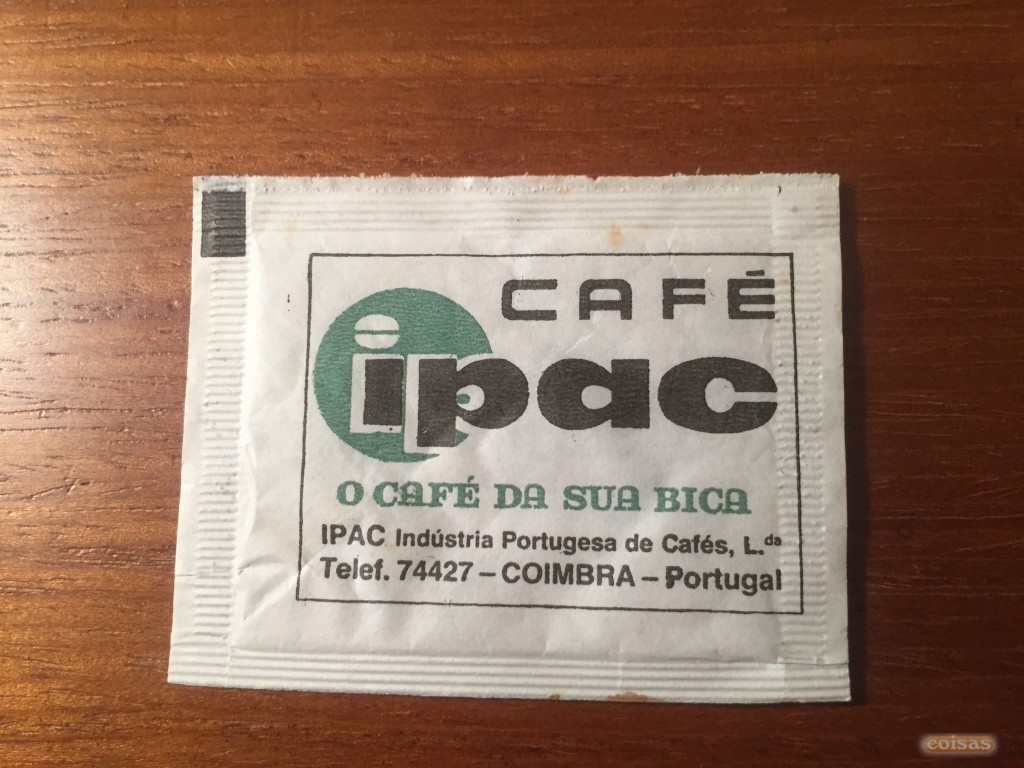 CAFÉ
ipac
O CAFÉ DA SUA BICA
IPAC Indústria Portugesa de Cafés, L.da
Telef. 74427 – COIMBRA – Portugal
coisas